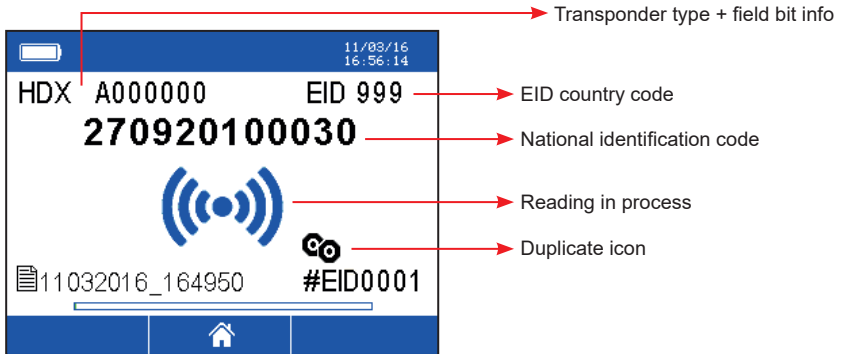 Transponder type + field bit info
11/03/16
16:56:14
HDX A000000 EID 999
EID country code
270920100030
National identification code
Reading in process
Duplicate icon
11032016_164950 #EID0001